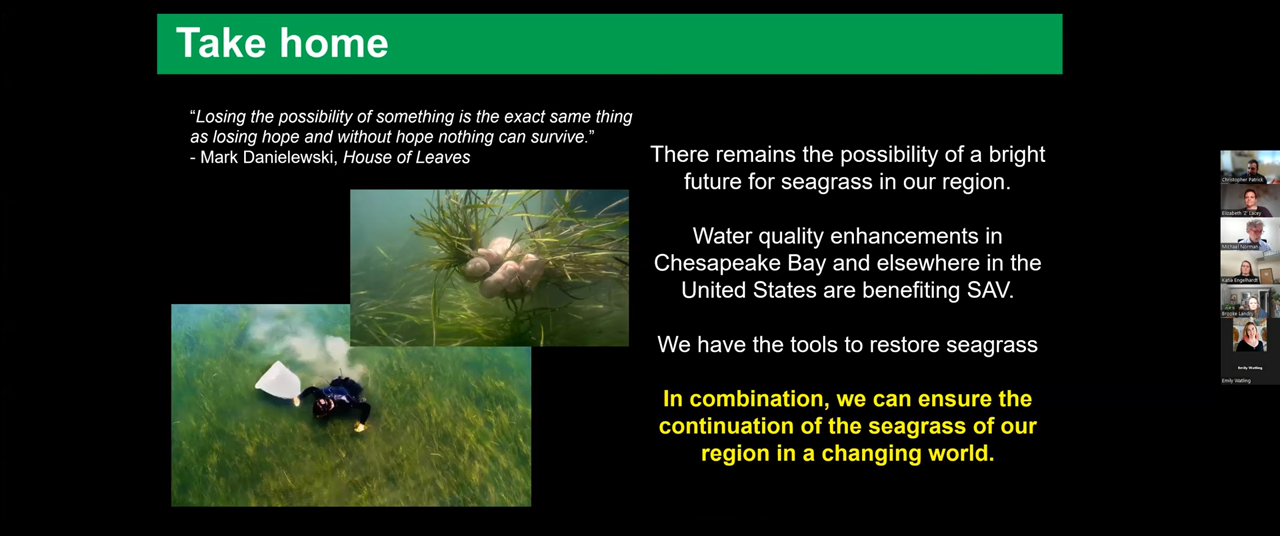 Take home
“Losing the possibility of something is the exact same thing
as losing hope and without hope nothing can survive.”
- Mark Danielewski, House of Leaves
There remains the possibility of a bright
future for seagrass in our region.
Water quality enhancements in
Chesapeake Bay and elsewhere in the
United States are benefiting SAV.
We have the tools to restore seagrass
In combination, we can ensure the
continuation of the seagrass of our
region in a changing world.
Christopher Patrick
Elizabeth 'Z' Lacey
Michael Norman
Katia Engelhardt
Brooke Landry
Emily Watling
Emily Watling